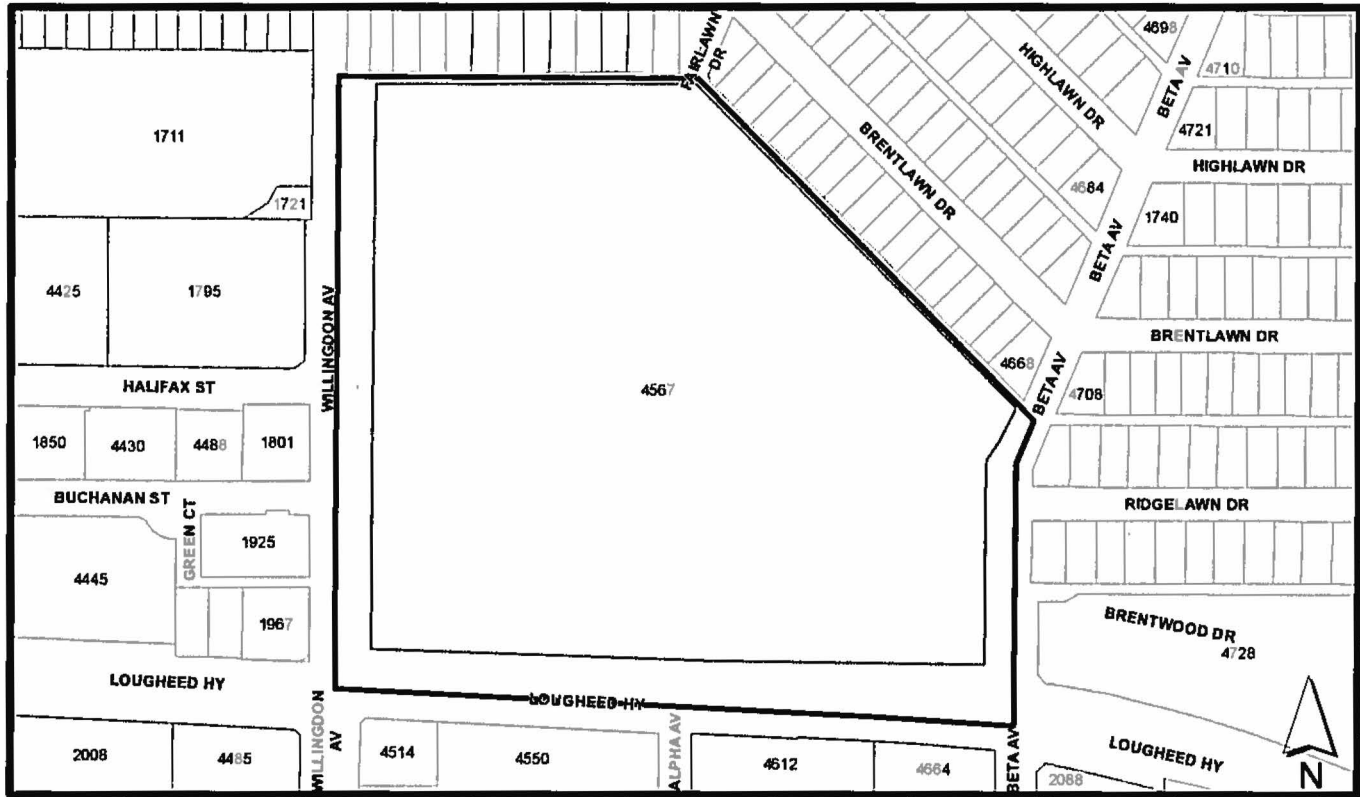 FAIRLAWN
DR
HIGHLAWN DR
4698
BETA AV
4710
1711
BRENTLAWN DR
4721
HIGHLAWN DR
1721
4684
1740
BETA AV
4425
1795
WILLINGDON AV
BRENTLAWN DR
HALIFAX ST
4567
4668
BETA AV
4708
1850
4430
4488
1801
BUCHANAN ST
GREEN CT
RIDGELAWN DR
1925
4445
1967
BRENTWOOD DR
4728
LOUGHEED HY
LOUGHEED HY
WILLINGDON
AV
ALPHA AV
BETA AV
LOUGHEED HY
2008
4485
4514
4550
4612
4664
2088
N